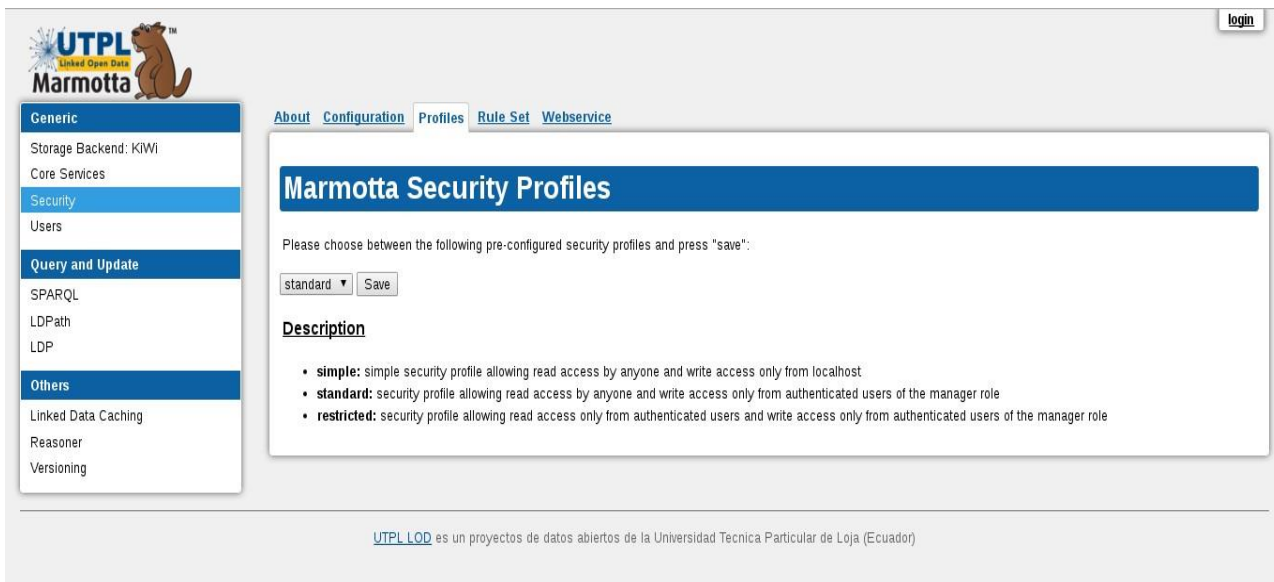 login
UTPL TM
Linked Open Data
Marmotta
Generic
Storage Backend: KiWi
Core Services
Security
Users
Query and Update
SPARQL
LDPath
LDP
Others
Linked Data Caching
Reasoner
Versioning
About Configuration Profiles Rule Set Webservice
Marmotta Security Profiles
Please choose between the following pre-configured security profiles and press "save":
standard ▼ Save
Description
• simple: simple security profile allowing read access by anyone and write access only from localhost
• standard: security profile allowing read access by anyone and write access only from authenticated users of the manager role
• restricted: security profile allowing read access only from authenticated users and write access only from authenticated users of the manager role
UTPL LOD es un proyectos de datos abiertos de la Universidad Tecnica Particular de Loja (Ecuador)